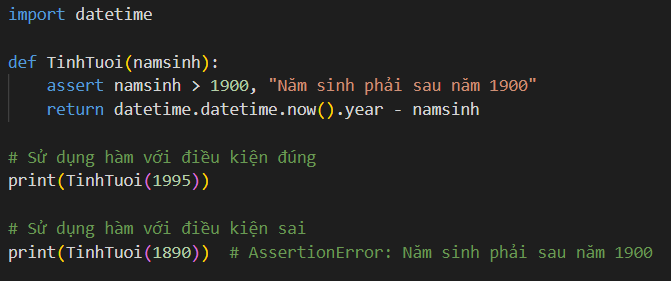 import datetime
def TinhTuoi(namsinh):
    assert namsinh > 1900, "Năm sinh phải sau năm 1900"
    return datetime.datetime.now().year - namsinh
# Sử dụng hàm với điều kiện đúng
print(TinhTuoi(1995))
# Sử dụng hàm với điều kiện sai
print(TinhTuoi(1890))  # AssertionError: Năm sinh phải sau năm 1900